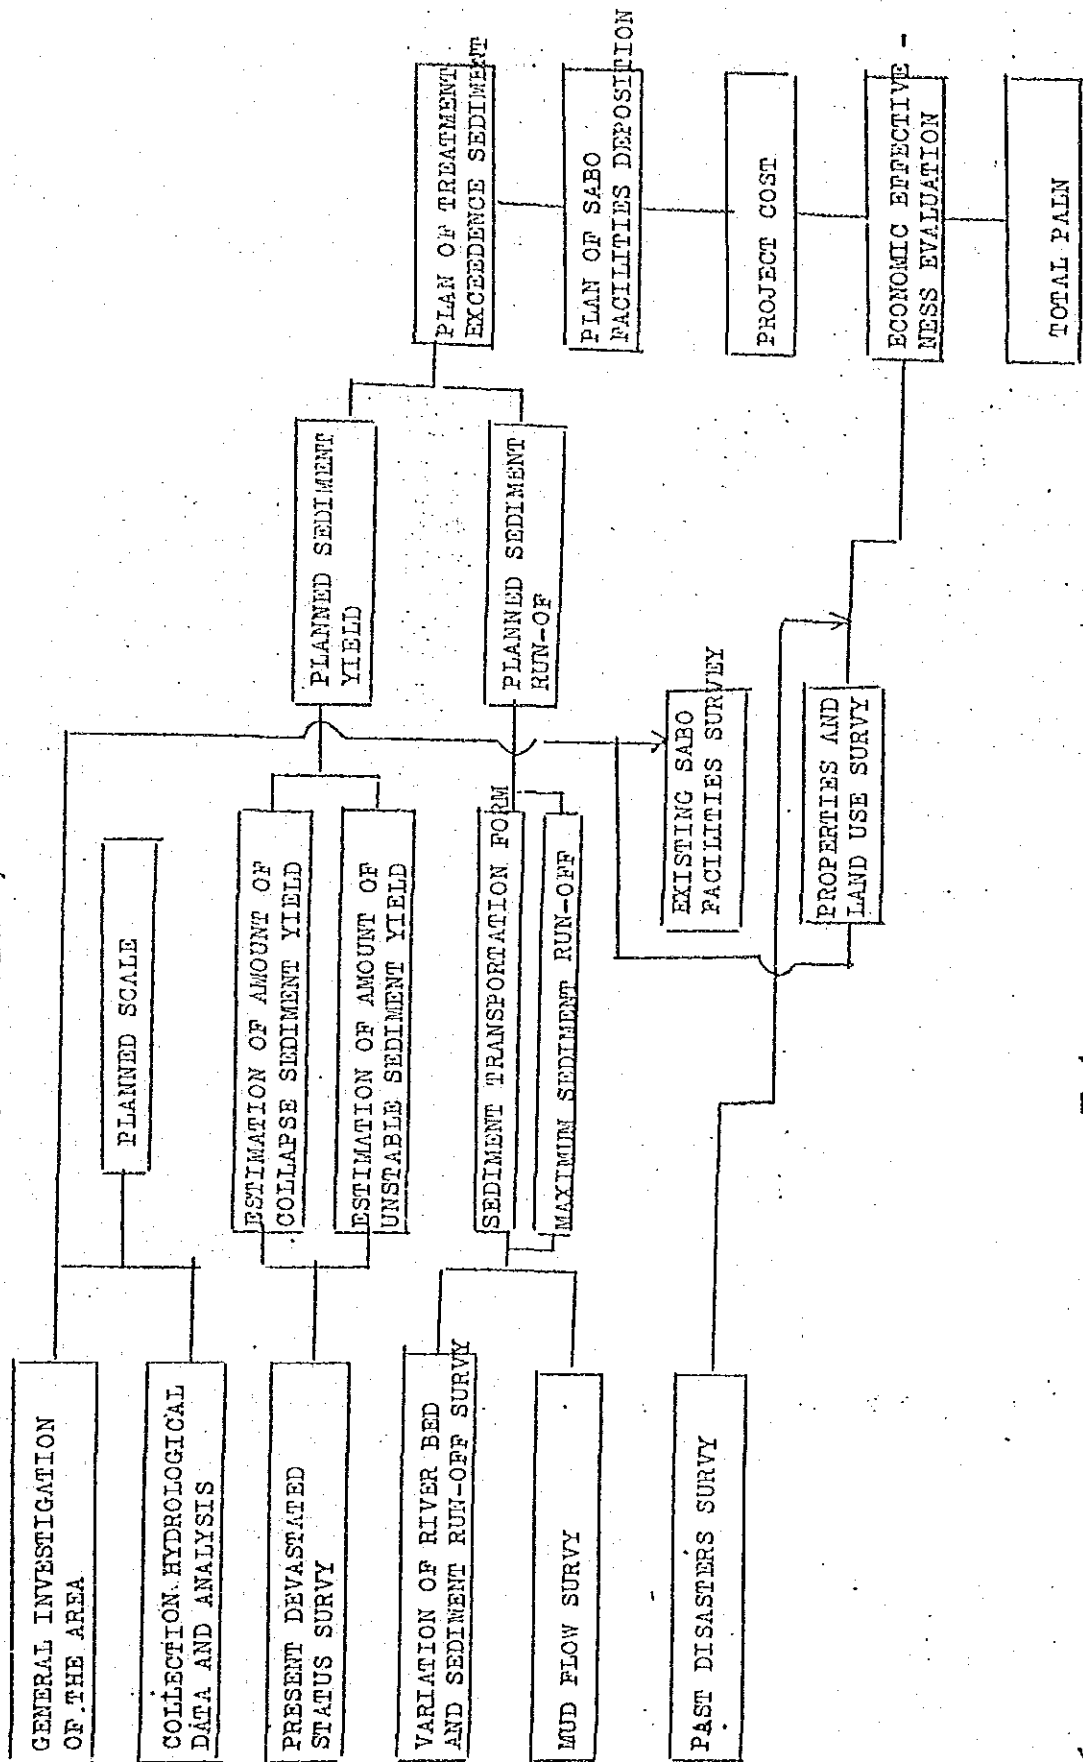 GENERAL INVESTIGATION
OF THE AREA
COLLECTION HYDROLOGICAL
DATA AND ANALYSIS
PRESENT DEVASTATED
STATUS SURVY
VARIATION OF RIVER BED
AND SEDIMENT RUN-OFF SURVY
MUD FLOW SURVY
PAST DISASTERS SURVY
PLANNED SCALE
ESTIMATION OF AMOUNT OF
COLLAPSE SEDIMENT YIELD
ESTIMATION OF AMOUNT OF
UNSTABLE SEDIMENT YIELD
SEDIMENT TRANSPORTATION FORM
MAXIMUM SEDIMENT RUN-OFF
EXISTING SABO
FACILITIES SURVEY
PROPERTIES AND
LAND USE SURVY
PLANNED SEDIMENT
YIELD
PLANNED SEDIMENT
RUN-OF
PLAN OF TREATMENT
EXCEEDENCE SEDIMENT
PLAN OF SABO
FACILITIES DEPOSITION
PROJECT COST
ECONOMIC EFFECTIVE -
NESS EVALUATION
TOTAL PALN